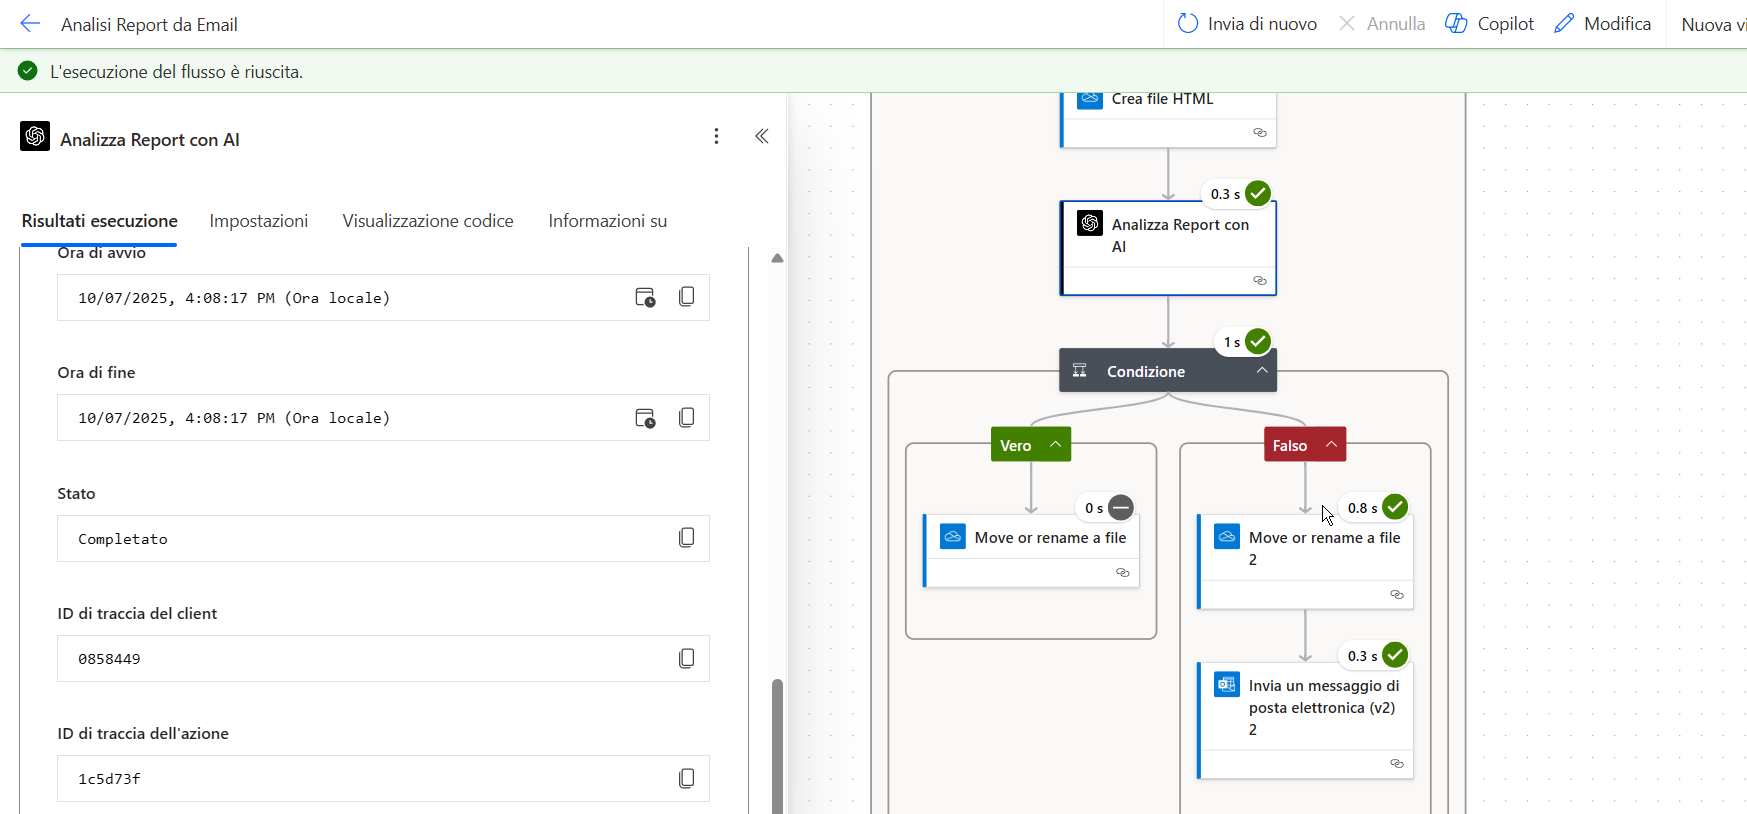 Analisi Report da Email
Invia di nuovo
Annulla
Copilot
Modifica
Nuova vi
L'esecuzione del flusso è riuscita.
Analizza Report con AI
Risultati esecuzione
Impostazioni
Visualizzazione codice
Informazioni su
Ora di avvio
10/07/2025, 4:08:17 PM (Ora locale)
Ora di fine
10/07/2025, 4:08:17 PM (Ora locale)
Stato
Completato
ID di traccia del client
0858449
ID di traccia dell'azione
1c5d73f
Crea file HTML
0.3 s
Analizza Report con
AI
1 s
Condizione
Vero
0 s
Move or rename a file
Falso
0.8 s
Move or rename a file
2
0.3 s
Invia un messaggio di
posta elettronica (v2)
2